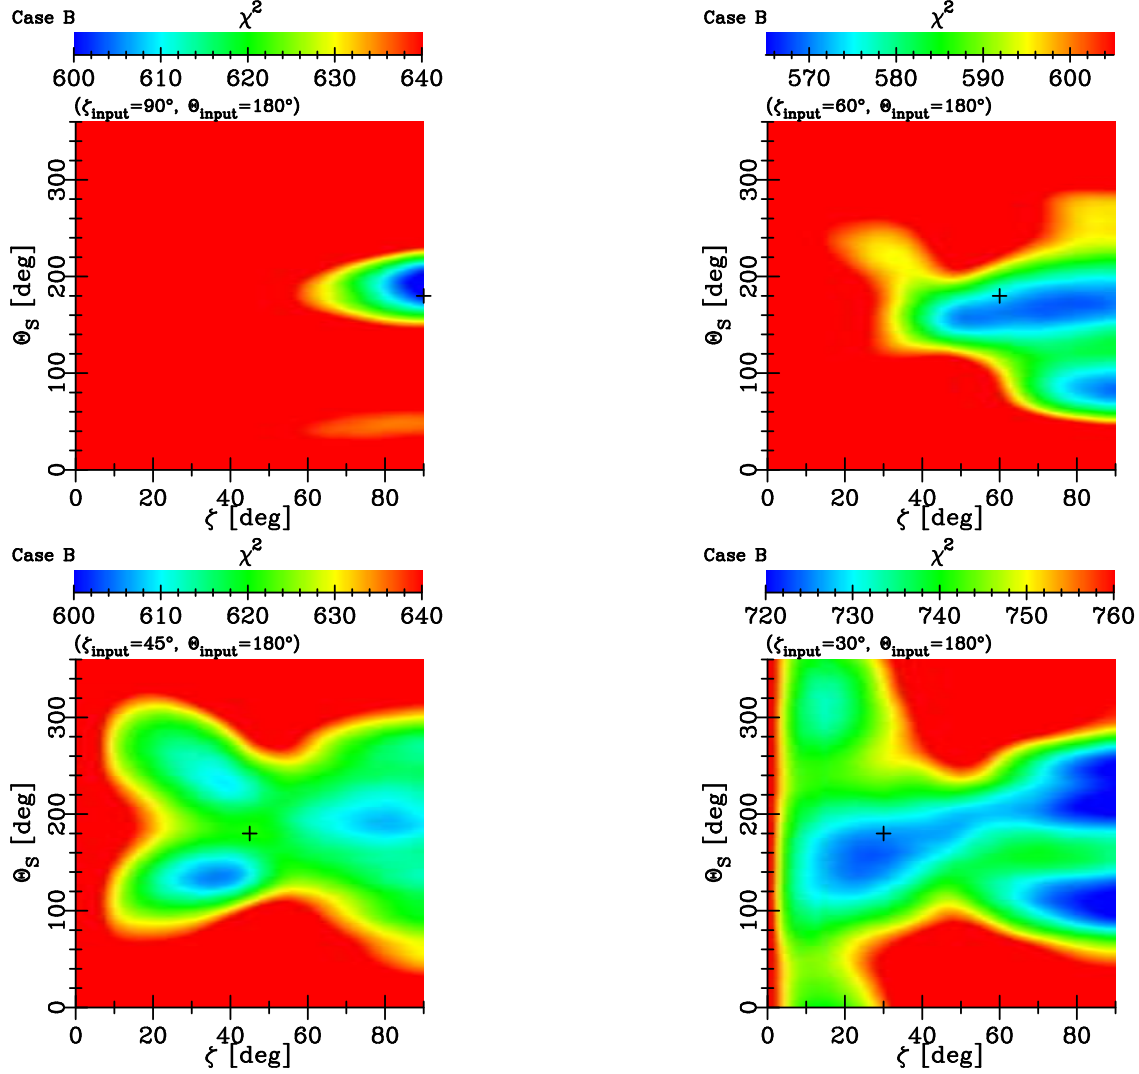 Case B
χ²
600 610 620 630 640
(ζinput=90°, Θinput=180°)
300
200
100
0
ΘS [deg]
0 20 40 60 80
ζ [deg]
Case B
χ²
570 580 590 600
(ζinput=60°, Θinput=180°)
300
200
100
0
ΘS [deg]
0 20 40 60 80
ζ [deg]
Case B
χ²
600 610 620 630 640
(ζinput=45°, Θinput=180°)
300
200
100
0
ΘS [deg]
0 20 40 60 80
ζ [deg]
Case B
χ²
720 730 740 750 760
(ζinput=30°, Θinput=180°)
300
200
100
0
ΘS [deg]
0 20 40 60 80
ζ [deg]